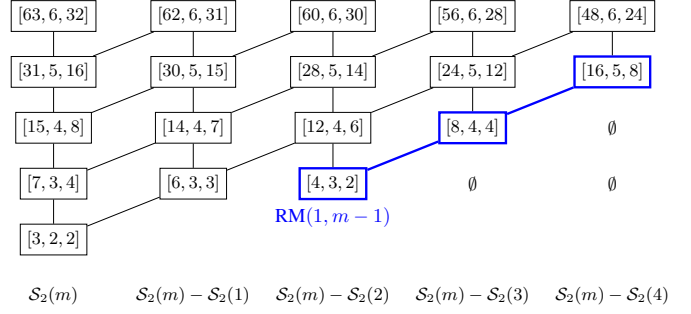 [63, 6, 32] [62, 6, 31] [60, 6, 30] [56, 6, 28] [48, 6, 24]
[31, 5, 16] [30, 5, 15] [28, 5, 14] [24, 5, 12] [16, 5, 8]
[15, 4, 8] [14, 4, 7] [12, 4, 6] [8, 4, 4] ∅
[7, 3, 4] [6, 3, 3] [4, 3, 2] ∅ ∅
RM(1, m − 1)
[3, 2, 2]
𝒮₂(m) 𝒮₂(m) − 𝒮₂(1) 𝒮₂(m) − 𝒮₂(2) 𝒮₂(m) − 𝒮₂(3) 𝒮₂(m) − 𝒮₂(4)